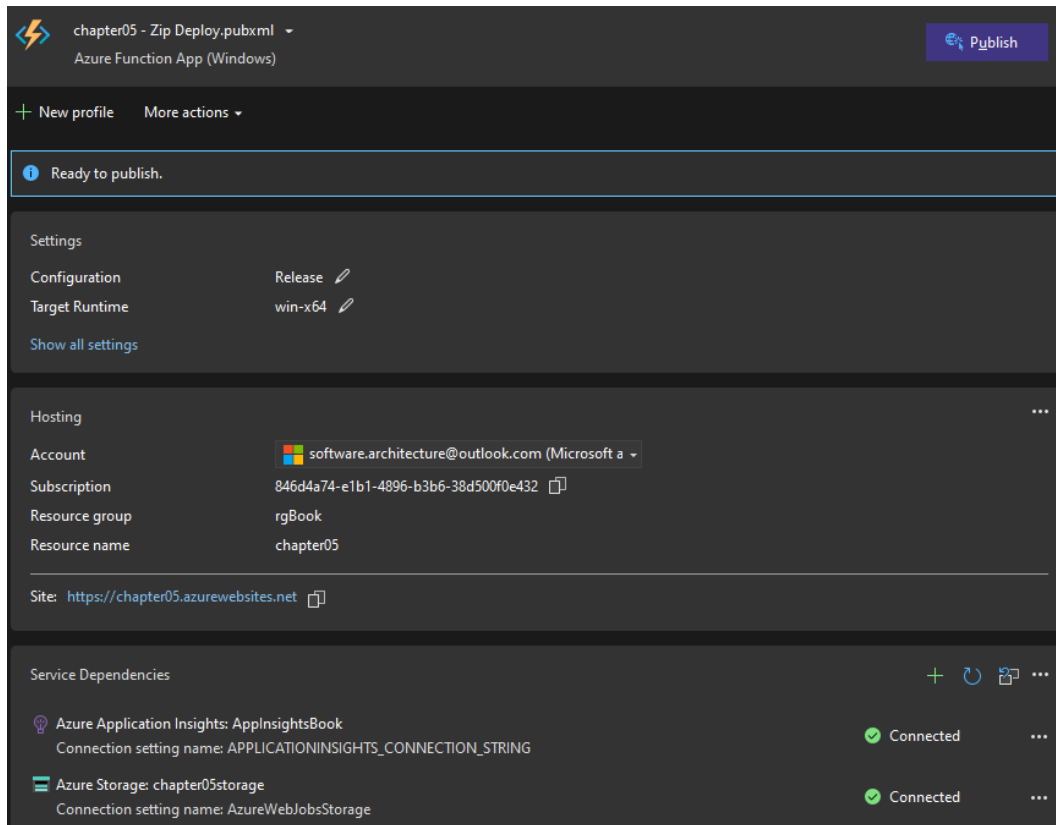 chapter05 - Zip Deploy.pubxml
Azure Function App (Windows)
Publish
New profile More actions
Ready to publish.
Settings
Configuration Release
Target Runtime win-x64
Show all settings
Hosting
Account software.architecture@outlook.com (Microsoft a
Subscription 846d4a74-e1b1-4896-b3b6-38d500f0e432
Resource group rgBook
Resource name chapter05
Site: https://chapter05.azurewebsites.net
Service Dependencies
Azure Application Insights: AppInsightsBook
Connection setting name: APPLICATIONINSIGHTS_CONNECTION_STRING
Connected
Azure Storage: chapter05storage
Connection setting name: AzureWebJobsStorage
Connected